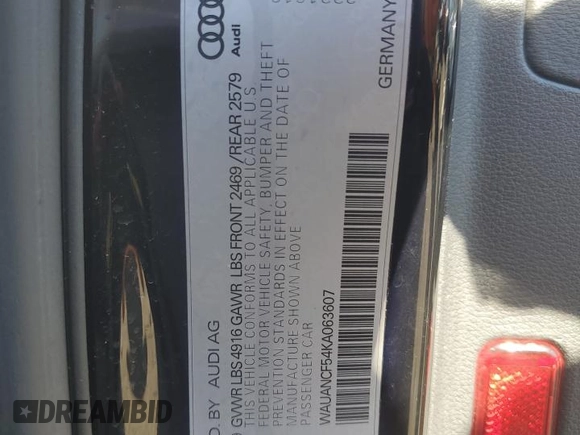 D. BY AUDI AG
GVWR LBS 4916 GAWR LBS FRONT 2469 / REAR 2579
THIS VEHICLE CONFORMS TO ALL APPLICABLE U.S.
FEDERAL MOTOR VEHICLE SAFETY, BUMPER AND THEFT
PREVENTION STANDARDS IN EFFECT ON THE DATE OF
MANUFACTURE SHOWN ABOVE
PASSENGER CAR
WAUANCF54KA063607
GERMANY
Audi
DREAMBID